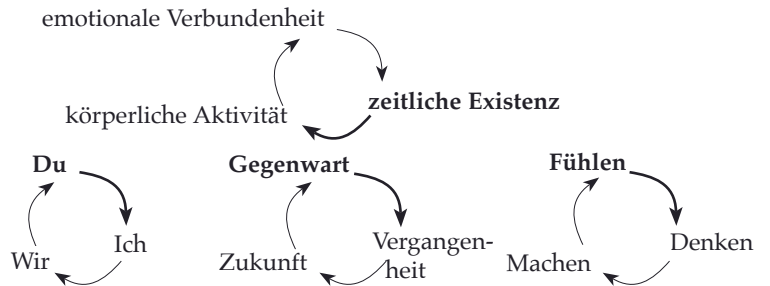 emotionale Verbundenheit
zeitliche Existenz
körperliche Aktivität
Du
Ich
Wir
Gegenwart
Vergangen-
heit
Zukunft
Fühlen
Denken
Machen